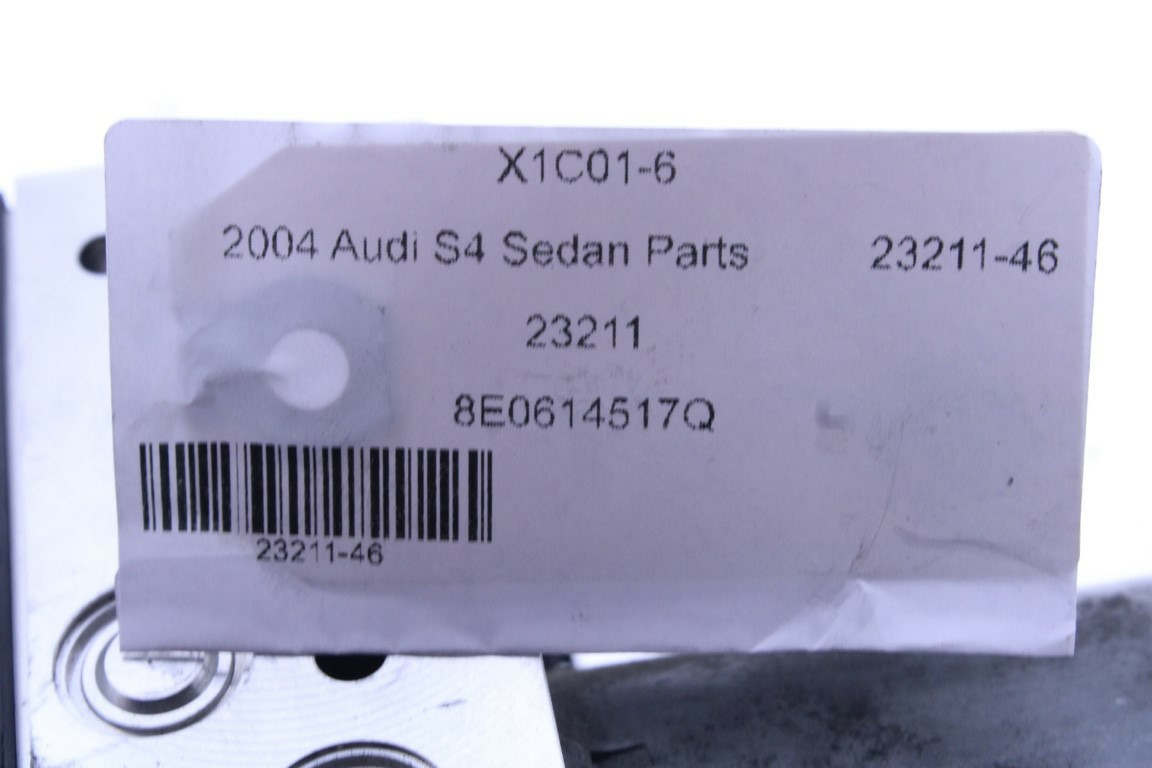 X1C01-6
2004 Audi S4 Sedan Parts 23211-46
23211
8E0614517Q
23211-46